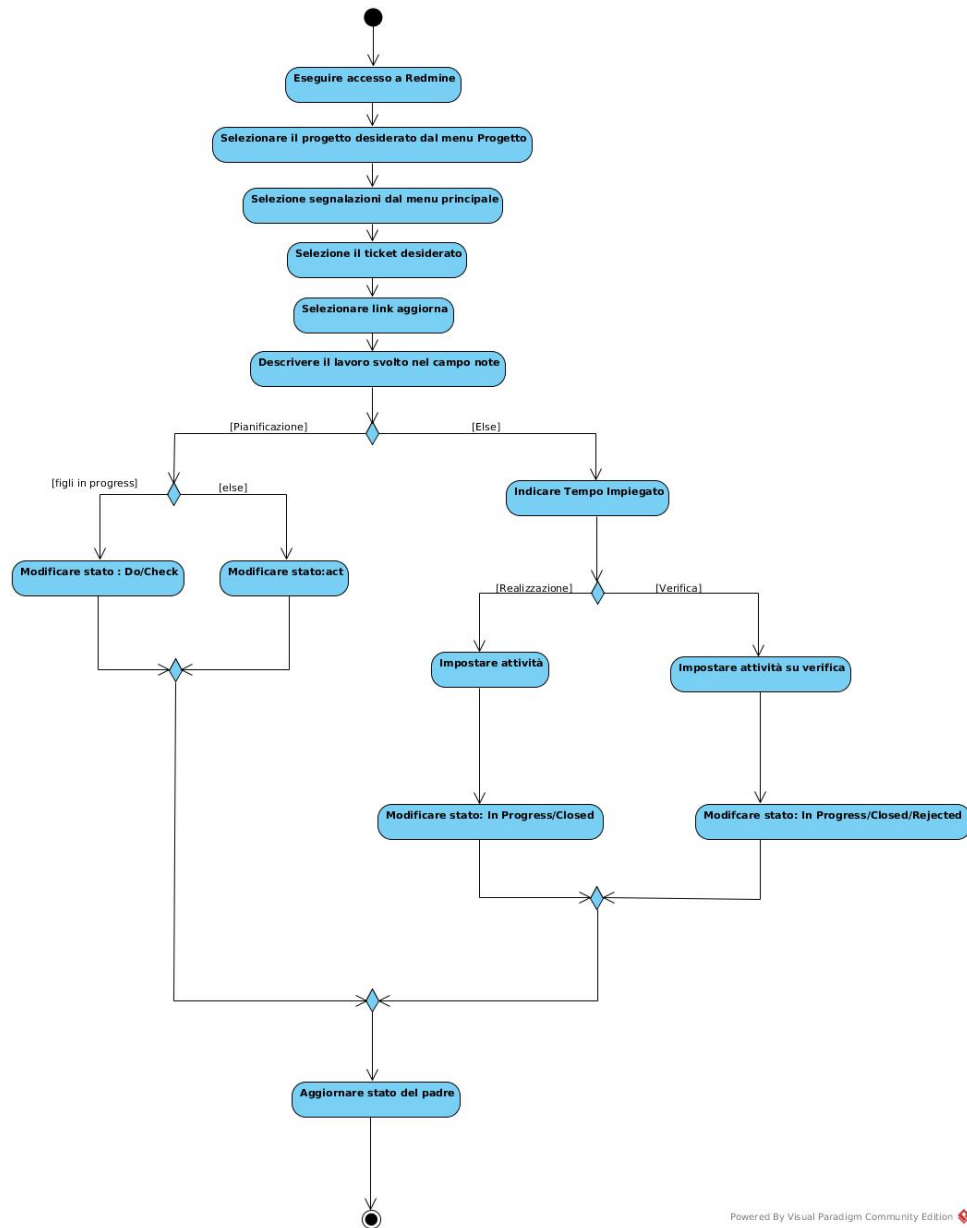 Eseguire accesso a Redmine
Selezionare il progetto desiderato dal menu Progetto
Selezione segnalazioni dal menu principale
Selezione il ticket desiderato
Selezionare link aggiorna
Descrivere il lavoro svolto nel campo note
[Pianificazione]
[Else]
[figli in progress]
[else]
Indicare Tempo Impiegato
Modificare stato : Do/Check
Modificare stato:act
[Realizzazione]
[Verifica]
Impostare attività
Impostare attività su verifica
Modificare stato: In Progress/Closed
Modifcare stato: In Progress/Closed/Rejected
Aggiornare stato del padre
Powered By Visual Paradigm Community Edition